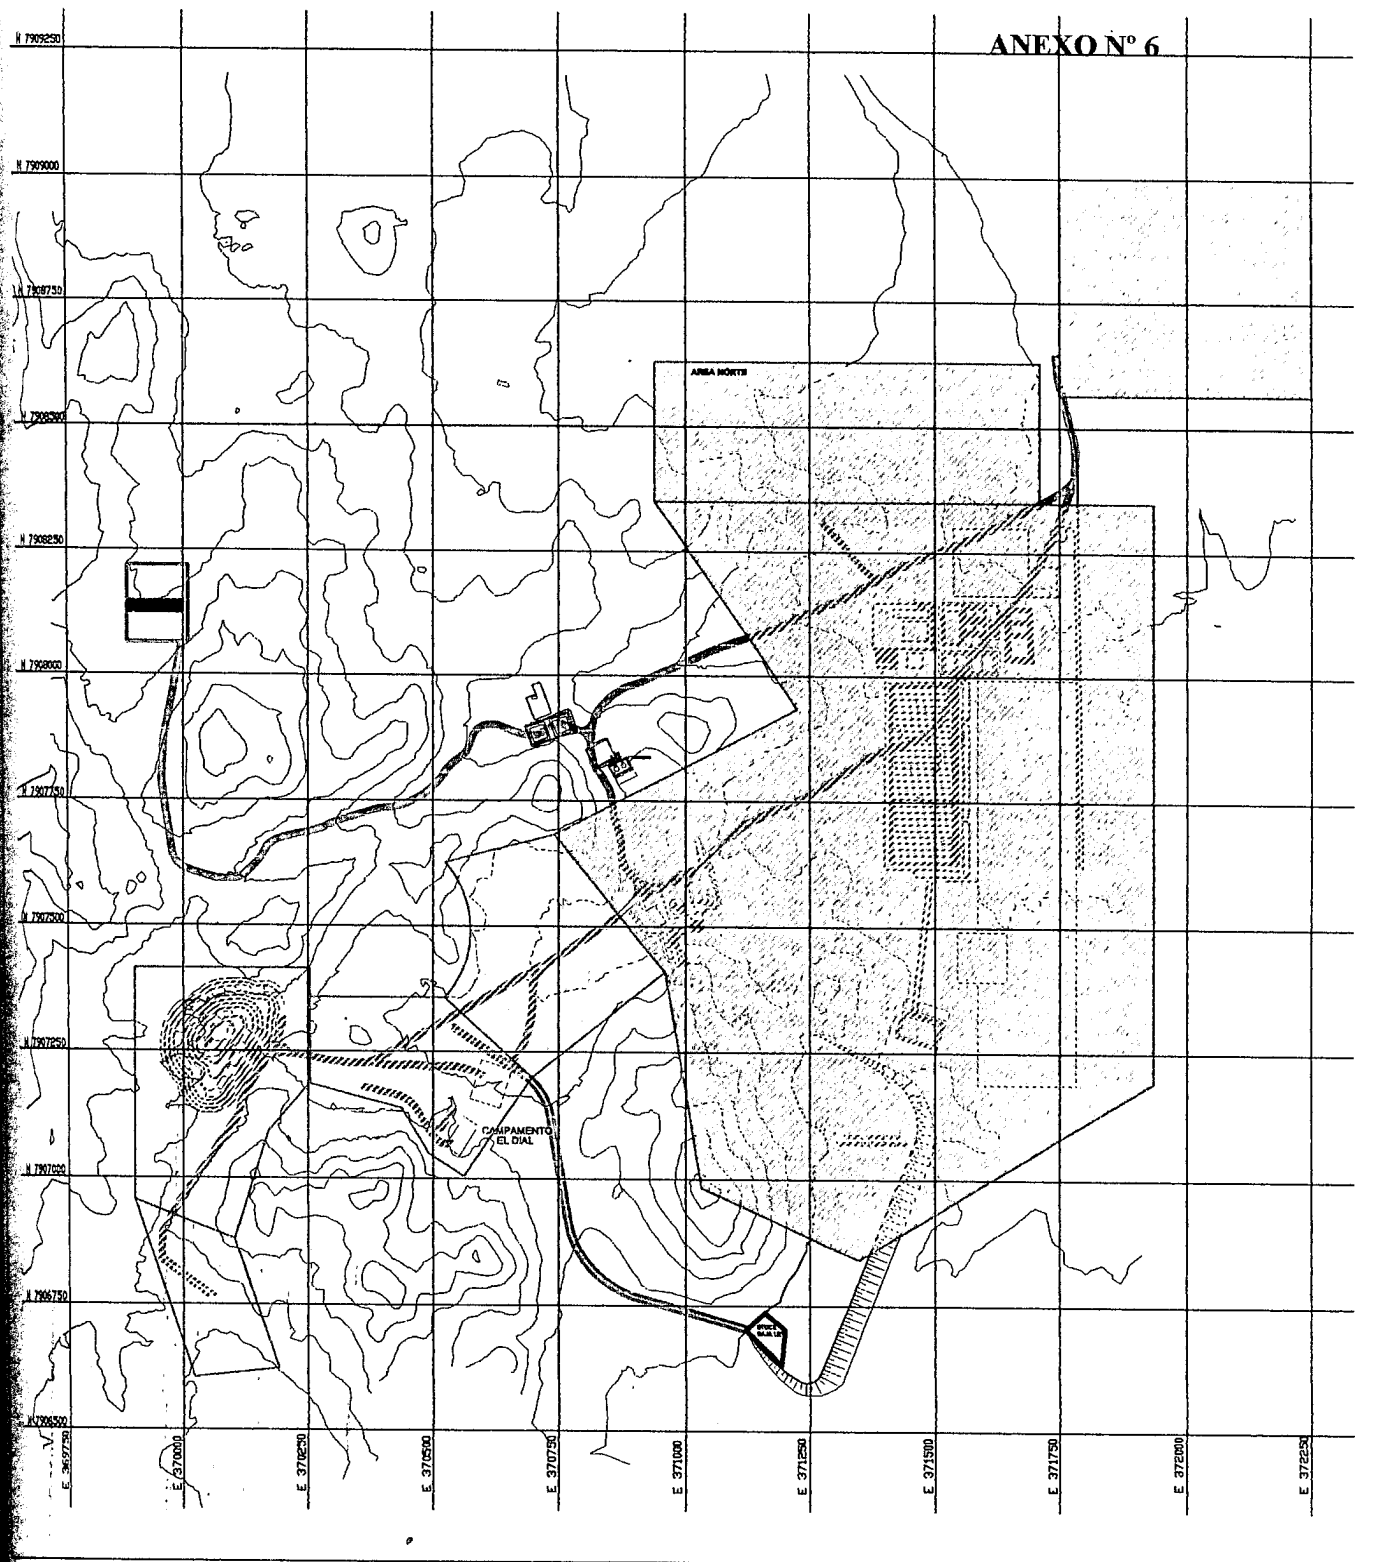 ANEXO Nº 6
N 7909250
N 7909000
N 7908750
AREA NORTE
N 7908500
N 7908250
N 7908000
N 7907750
N 7907500
N 7907250
CAMPAMENTO
EL DIAL
N 7907000
N 7906750
N 7906500
E 369750
E 370000
E 370250
E 370500
E 370750
E 371000
E 371250
E 371500
E 371750
E 372000
E 372250